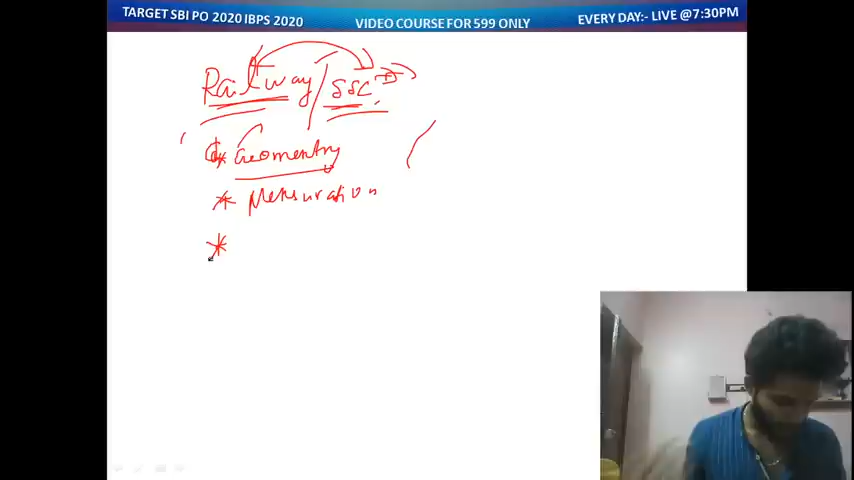 TARGET SBI PO 2020 IBPS 2020 VIDEO COURSE FOR 599 ONLY EVERY DAY:- LIVE @7:30PM
Railway / SSC
* Geomentry
* Mensuration
*